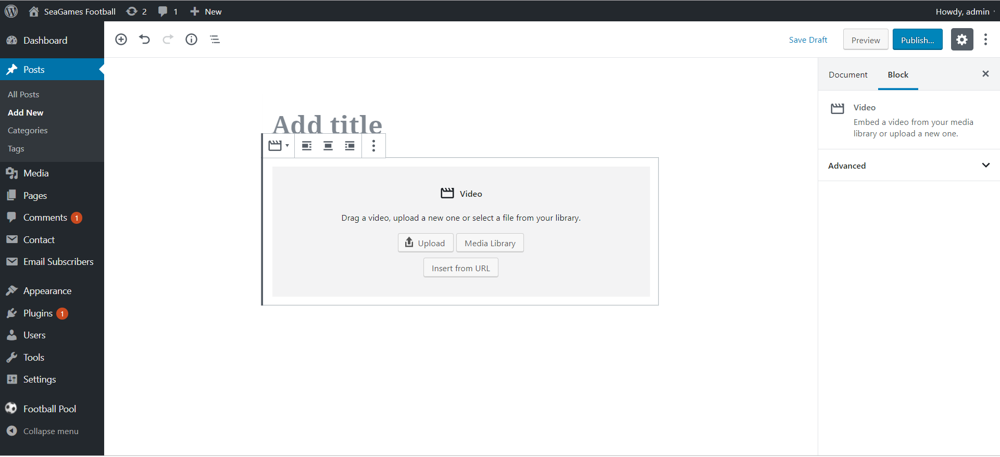 SeaGames Football 2 1 New Howdy, admin
Dashboard
Posts
All Posts
Add New
Categories
Tags
Media
Pages
Comments 1
Contact
Email Subscribers
Appearance
Plugins 1
Users
Tools
Settings
Football Pool
Collapse menu
Save Draft Preview Publish...
Add title
Video
Drag a video, upload a new one or select a file from your library.
Upload Media Library
Insert from URL
Document Block
Video
Embed a video from your media
library or upload a new one.
Advanced